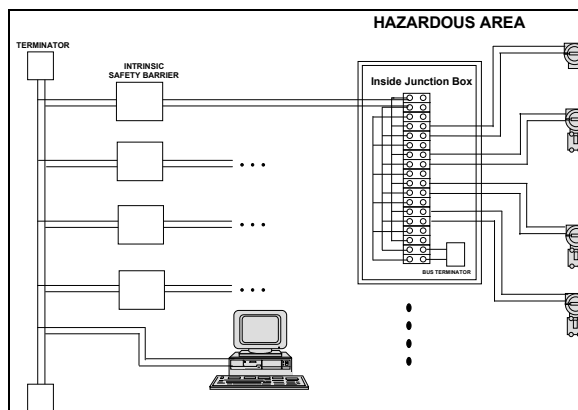 HAZARDOUS AREA
TERMINATOR
INTRINSIC
SAFETY BARRIER
Inside Junction Box
BUS TERMINATOR